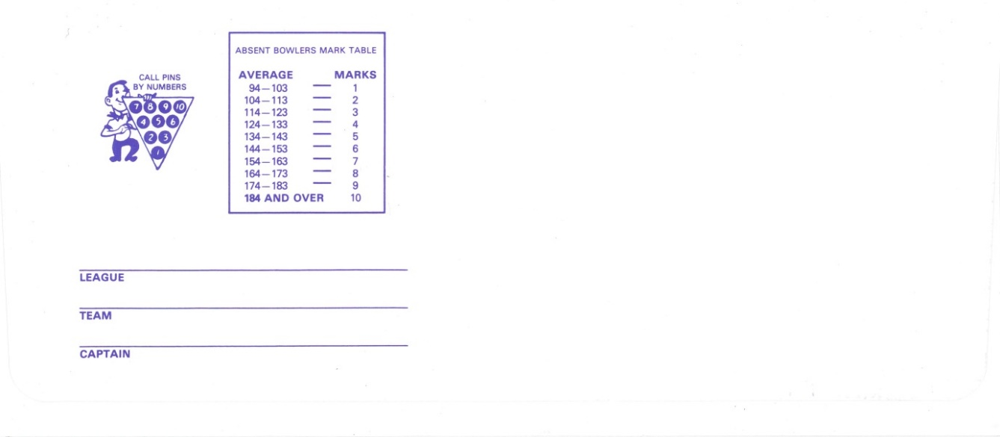 CALL PINS
BY NUMBERS
7 8 9 10
4 5 6
2 3
1
ABSENT BOWLERS MARK TABLE
AVERAGE MARKS
94—103 — 1
104—113 — 2
114—123 — 3
124—133 — 4
134—143 — 5
144—153 — 6
154—163 — 7
164—173 — 8
174—183 — 9
184 AND OVER 10
LEAGUE
TEAM
CAPTAIN